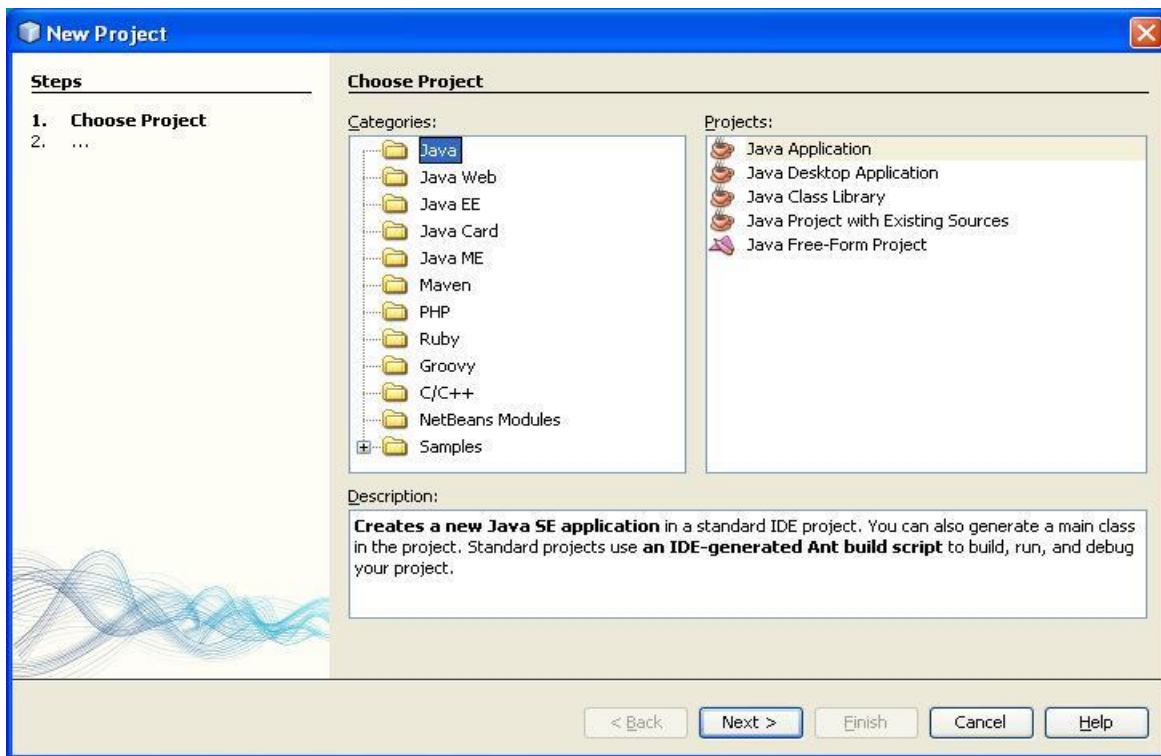 New Project
Steps
1. Choose Project
2. ...
Choose Project
Categories:
Java
Java Web
Java EE
Java Card
Java ME
Maven
PHP
Ruby
Groovy
C/C++
NetBeans Modules
Samples
Projects:
Java Application
Java Desktop Application
Java Class Library
Java Project with Existing Sources
Java Free-Form Project
Description:
Creates a new Java SE application in a standard IDE project. You can also generate a main class
in the project. Standard projects use an IDE-generated Ant build script to build, run, and debug
your project.
< Back
Next >
Finish
Cancel
Help